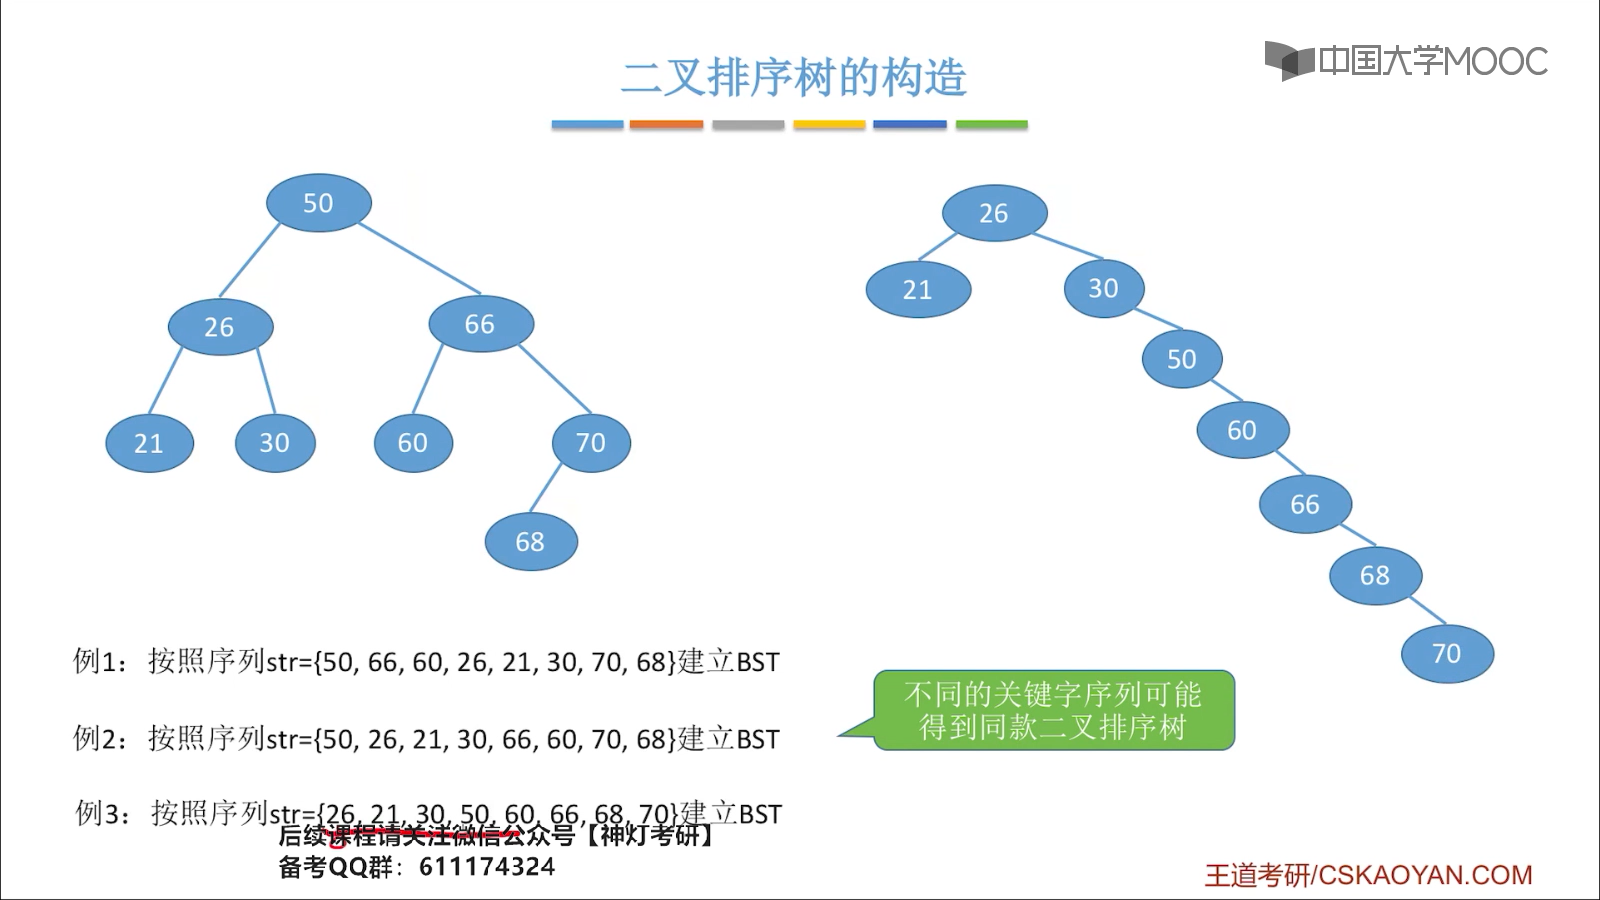 二叉排序树的构造
中国大学MOOC
50
26
66
21
30
60
70
68
26
21
30
50
60
66
68
70
例1：按照序列str={50, 66, 60, 26, 21, 30, 70, 68}建立BST
例2：按照序列str={50, 26, 21, 30, 66, 60, 70, 68}建立BST
不同的关键字序列可能
得到同款二叉排序树
例3：按照序列str={26, 21, 30, 50, 60, 66, 68, 70}建立BST
后续课程请关注微信公众号【神灯考研】
备考QQ群：611174324
王道考研/CSKAOYAN.COM